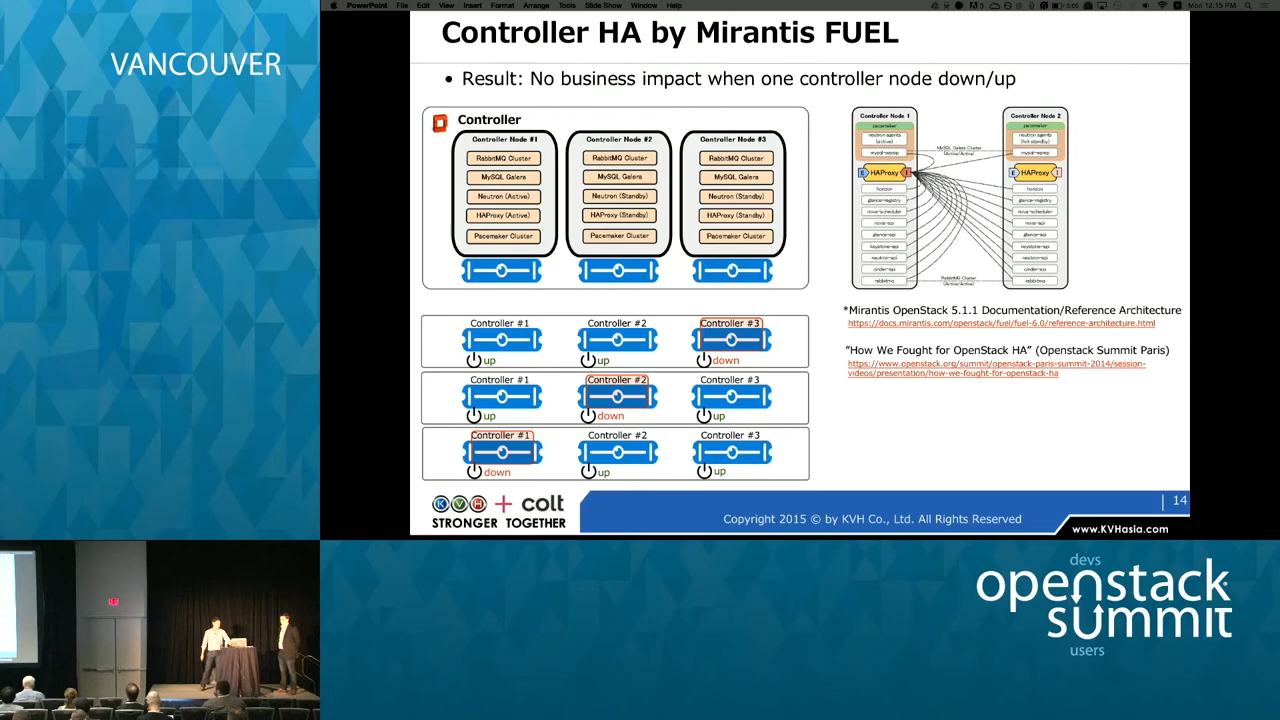 PowerPoint File Edit View Insert Format Arrange Tools Slide Show Window Help
Mon 12:15 PM
VANCOUVER
Controller HA by Mirantis FUEL
• Result: No business impact when one controller node down/up
Controller
Controller Node #1 Controller Node #2 Controller Node #3
RabbitMQ Cluster RabbitMQ Cluster RabbitMQ Cluster
MySQL Galera MySQL Galera MySQL Galera
Neutron (Active) Neutron (Standby) Neutron (Standby)
HAProxy (Active) HAProxy (Standby) HAProxy (Standby)
Pacemaker Cluster Pacemaker Cluster Pacemaker Cluster
Controller #1 Controller #2 Controller #3
up up down
Controller #1 Controller #2 Controller #3
up down up
Controller #1 Controller #2 Controller #3
down up up
Controller Node 1 Controller Node 2
pacemaker pacemaker
neutron agents (active) neutron agents (hot standby)
MySQL Galera Cluster (Active/Active)
E HAProxy I E HAProxy I
horizon horizon
glance-registry glance-registry
nova-scheduler nova-scheduler
nova-api nova-api
glance-api glance-api
keystone-api keystone-api
neutron-api neutron-api
cinder-api cinder-api
rabbitmq RabbitMQ Cluster (Active/Active) rabbitmq
*Mirantis OpenStack 5.1.1 Documentation/Reference Architecture
https://docs.mirantis.com/openstack/fuel/fuel-6.0/reference-architecture.html
"How We Fought for OpenStack HA" (Openstack Summit Paris)
https://www.openstack.org/summit/openstack-paris-summit-2014/session-
videos/presentation/how-we-fought-for-openstack-ha
KVH + colt
STRONGER TOGETHER
Copyright 2015 © by KVH Co., Ltd. All Rights Reserved
14
www.KVHasia.com
devs
openstack
summit
users